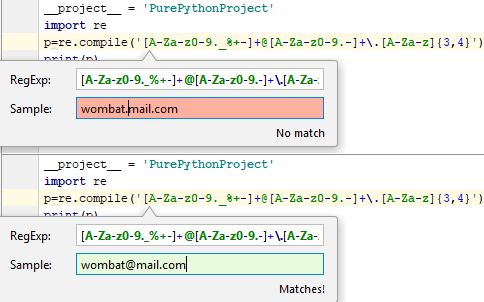 __project__ = 'PurePythonProject'
import re
p=re.compile('[A-Za-z0-9._%+-]+@[A-Za-z0-9.-]+\.[A-Za-z]{3,4}')
print(p)
RegExp: [A-Za-z0-9._%+-]+@[A-Za-z0-9.-]+\.[A-Za-z
Sample: wombat.mail.com
No match
__project__ = 'PurePythonProject'
import re
p=re.compile('[A-Za-z0-9._%+-]+@[A-Za-z0-9.-]+\.[A-Za-z]{3,4}')
print(p)
RegExp: [A-Za-z0-9._%+-]+@[A-Za-z0-9.-]+\.[A-Za-
Sample: wombat@mail.com
Matches!